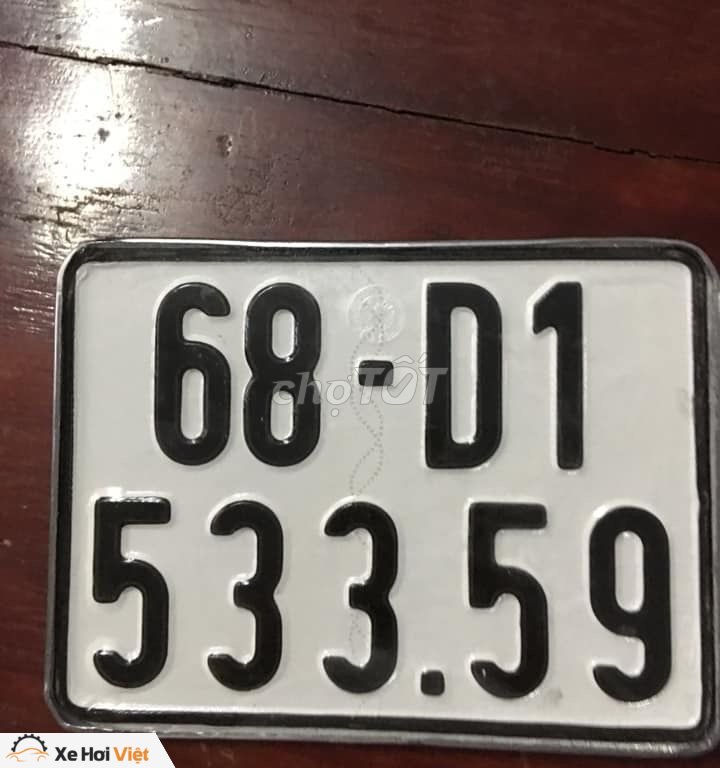 68-D1
chợTỐT
533.59
Xe Hơi Việt